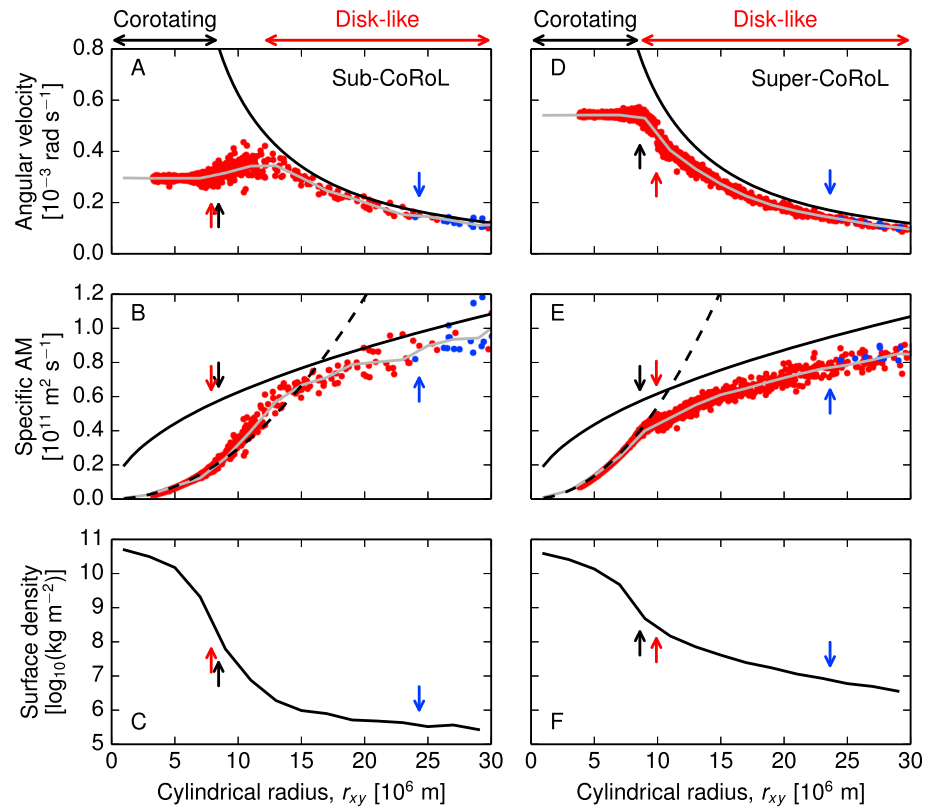 Corotating Disk-like Corotating Disk-like
A Sub-CoRoL D Super-CoRoL
Angular velocity
[10⁻³ rad s⁻¹]
0.8
0.6
0.4
0.2
0.0
B E
Specific AM
[10¹¹ m² s⁻¹]
1.2
1.0
0.8
0.6
0.4
0.2
0.0
C F
Surface density
[log₁₀(kg m⁻²)]
11
10
9
8
7
6
5
0 5 10 15 20 25 30 0 5 10 15 20 25 30
Cylindrical radius, rₓᵧ [10⁶ m] Cylindrical radius, rₓᵧ [10⁶ m]